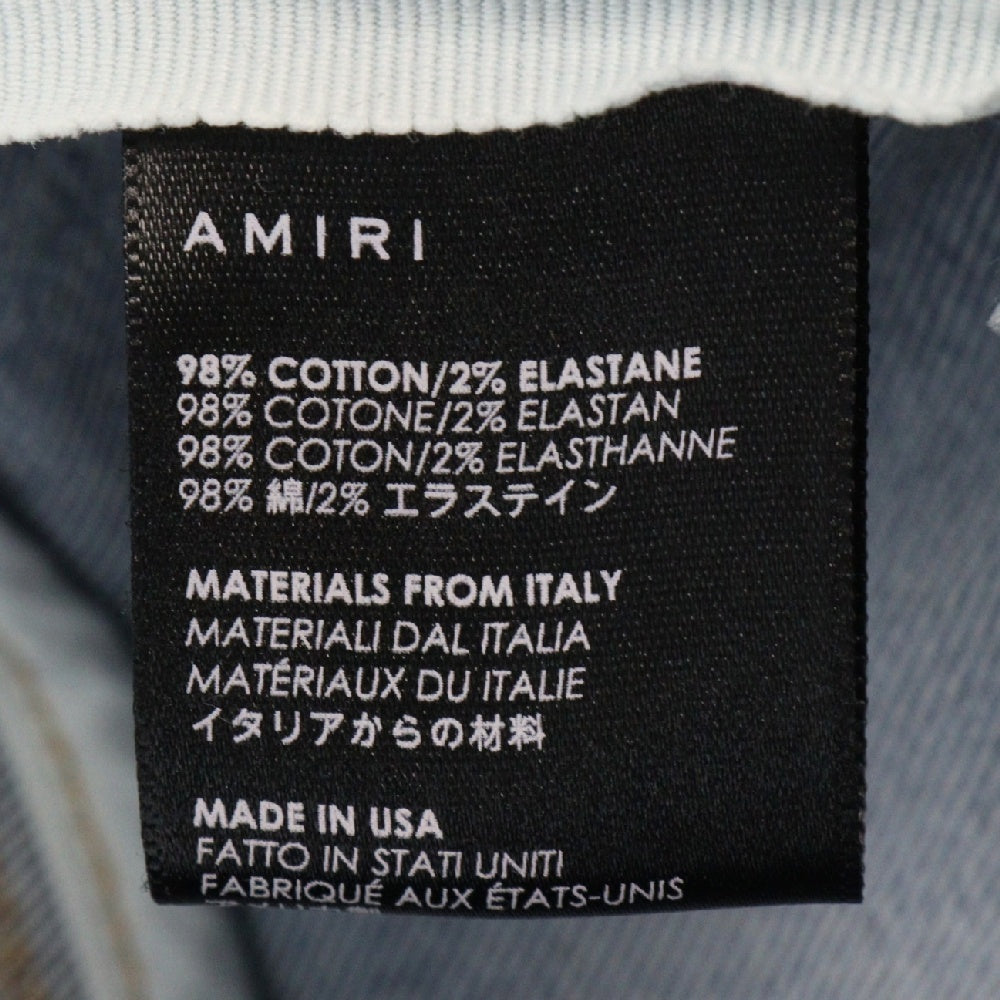 AMIRI
98% COTTON/2% ELASTANE
98% COTONE/2% ELASTAN
98% COTON/2% ELASTHANNE
98% 綿/2% エラステイン
MATERIALS FROM ITALY
MATERIALI DAL ITALIA
MATÉRIAUX DU ITALIE
イタリアからの材料
MADE IN USA
FATTO IN STATI UNITI
FABRIQUÉ AUX ÉTATS-UNIS